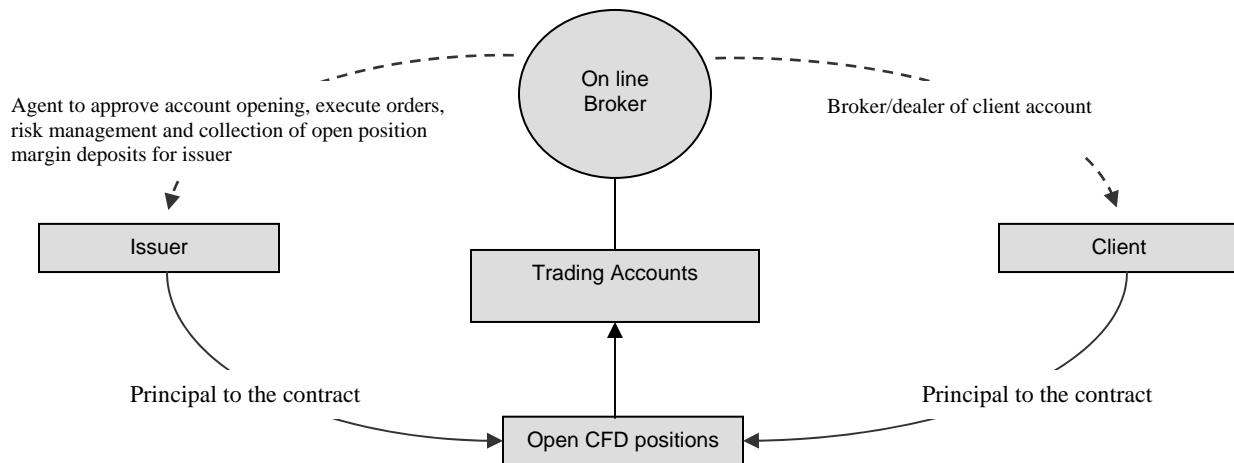 On line
Broker
Agent to approve account opening, execute orders,
risk management and collection of open position
margin deposits for issuer
Broker/dealer of client account
Issuer
Trading Accounts
Client
Principal to the contract
Principal to the contract
Open CFD positions